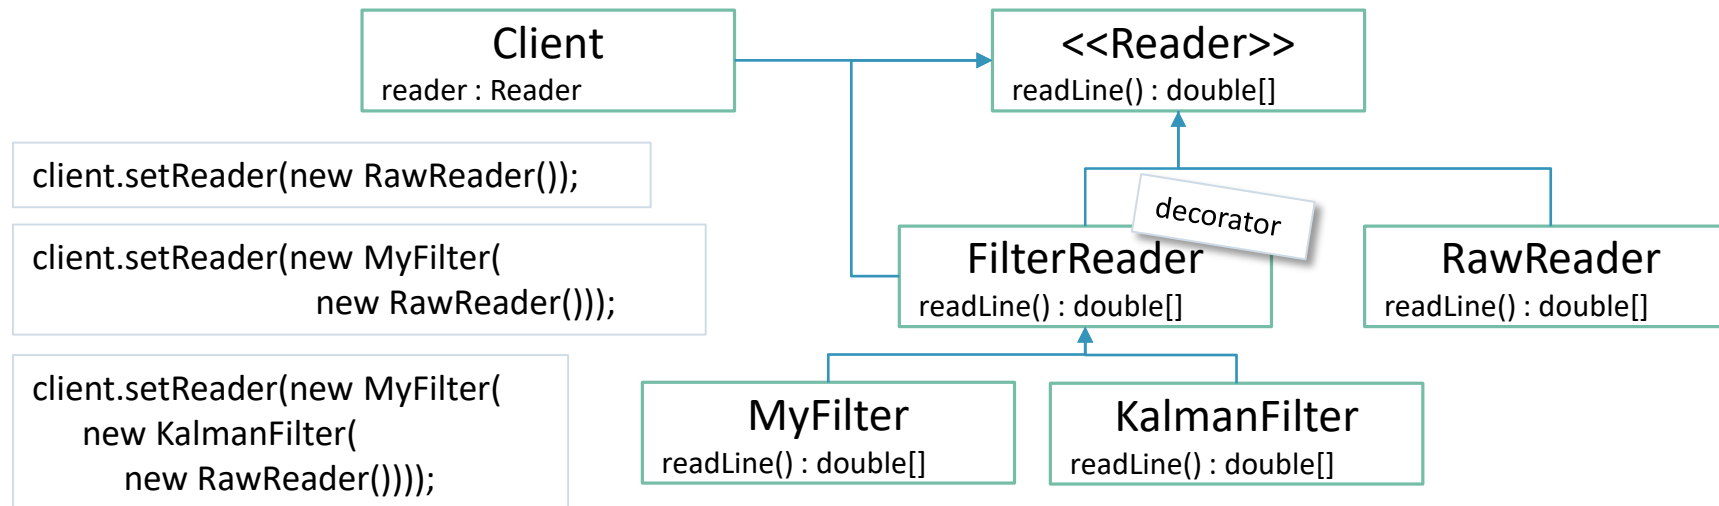 Client
reader : Reader
<<Reader>>
readLine() : double[]
client.setReader(new RawReader());
client.setReader(new MyFilter(
new RawReader()));
client.setReader(new MyFilter(
new KalmanFilter(
new RawReader())));
decorator
FilterReader
readLine() : double[]
RawReader
readLine() : double[]
MyFilter
readLine() : double[]
KalmanFilter
readLine() : double[]